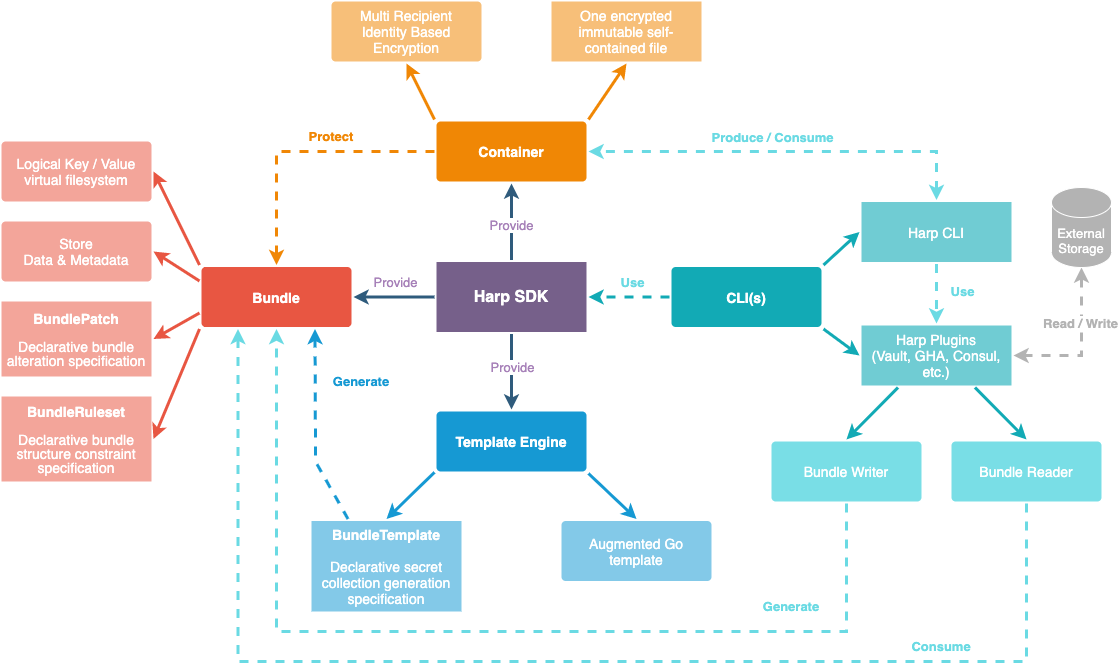 Multi Recipient
Identity Based
Encryption
One encrypted
immutable self-
contained file
Protect
Container
Produce / Consume
Logical Key / Value
virtual filesystem
Provide
Harp CLI
External
Storage
Store
Data & Metadata
Bundle
Provide
Harp SDK
Use
CLI(s)
Use
BundlePatch
Declarative bundle
alteration specification
Read / Write
Harp Plugins
(Vault, GHA, Consul,
etc.)
Provide
Generate
BundleRuleset
Declarative bundle
structure constraint
specification
Template Engine
Bundle Writer
Bundle Reader
BundleTemplate
Declarative secret
collection generation
specification
Augmented Go
template
Generate
Consume